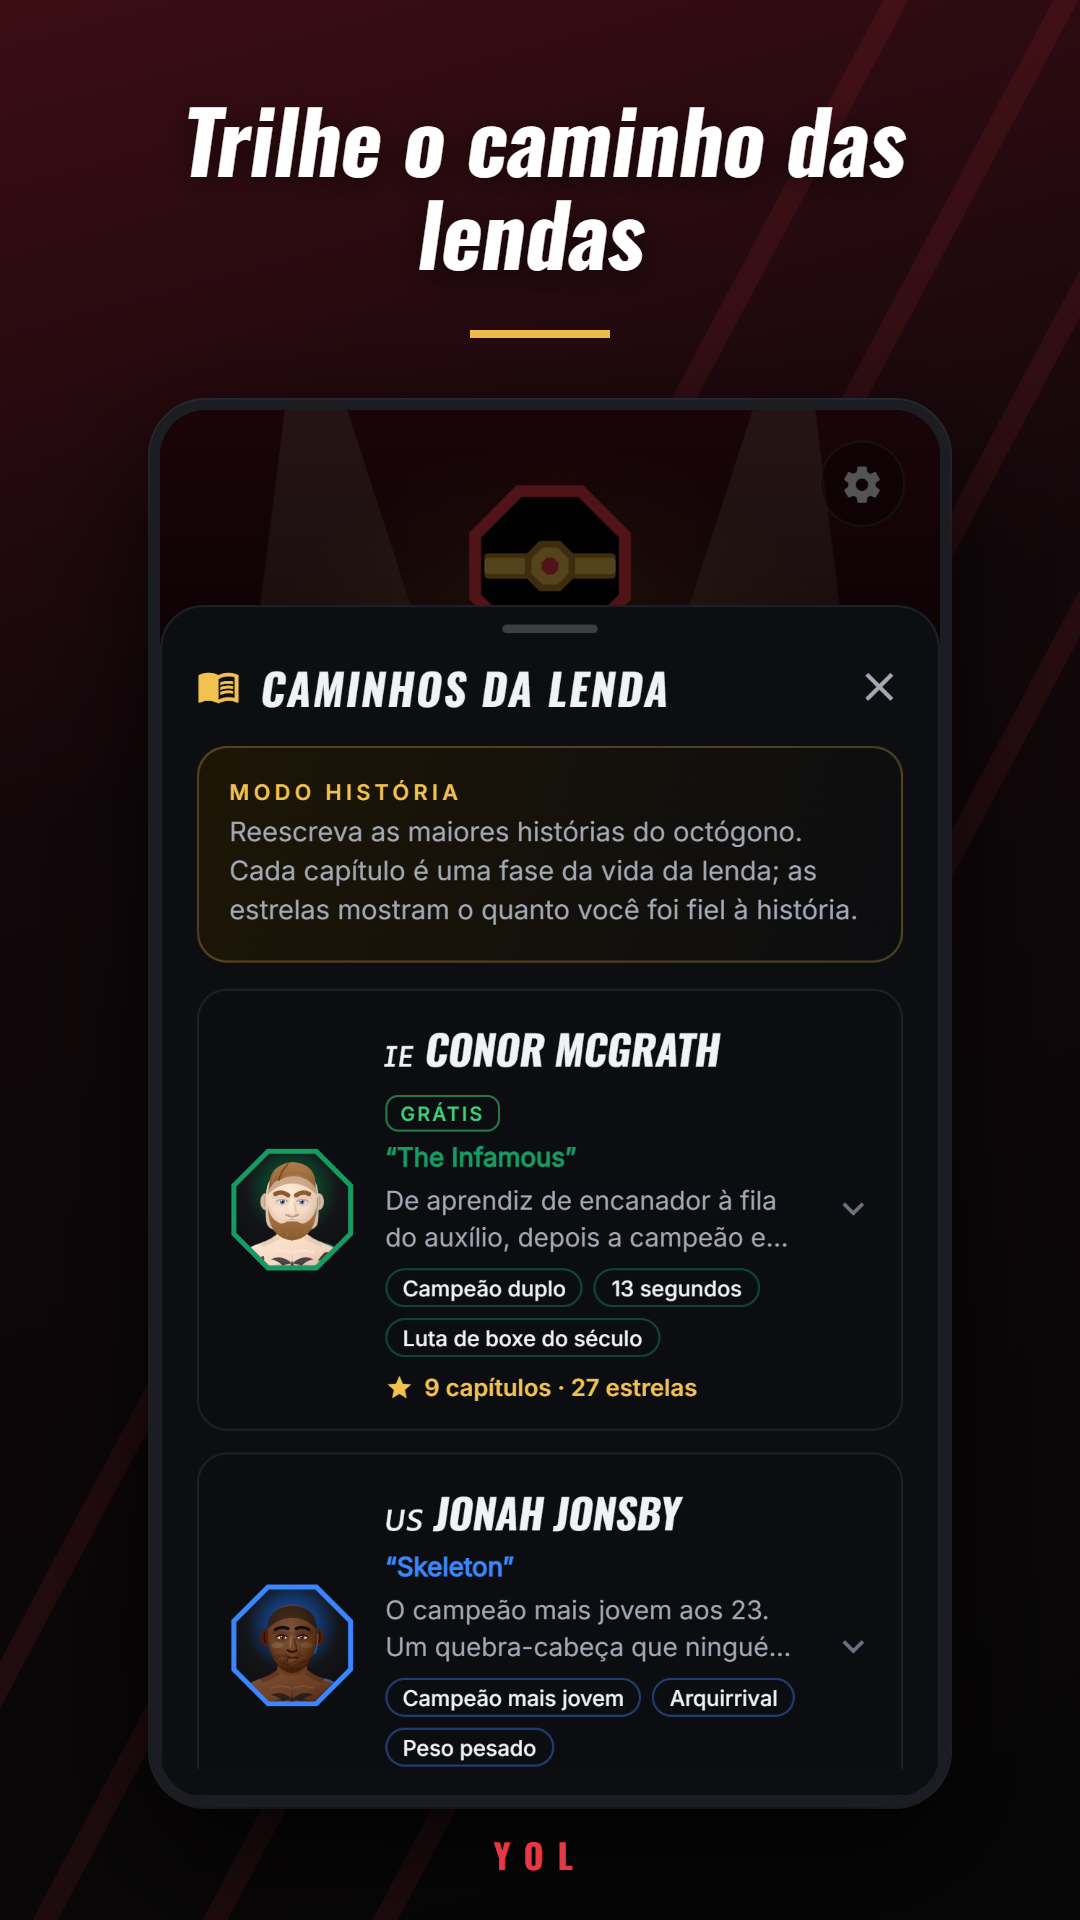 Trilhe o caminho das
lendas
CAMINHOS DA LENDA
MODO HISTÓRIA
Reescreva as maiores histórias do octógono.
Cada capítulo é uma fase da vida da lenda; as
estrelas mostram o quanto você foi fiel à história.
IE CONOR MCGRATH
GRÁTIS
“The Infamous”
De aprendiz de encanador à fila
do auxílio, depois a campeão e...
Campeão duplo
13 segundos
Luta de boxe do século
9 capítulos · 27 estrelas
US JONAH JONSBY
“Skeleton”
O campeão mais jovem aos 23.
Um quebra-cabeça que ningué...
Campeão mais jovem
Arquirrival
Peso pesado
YOL